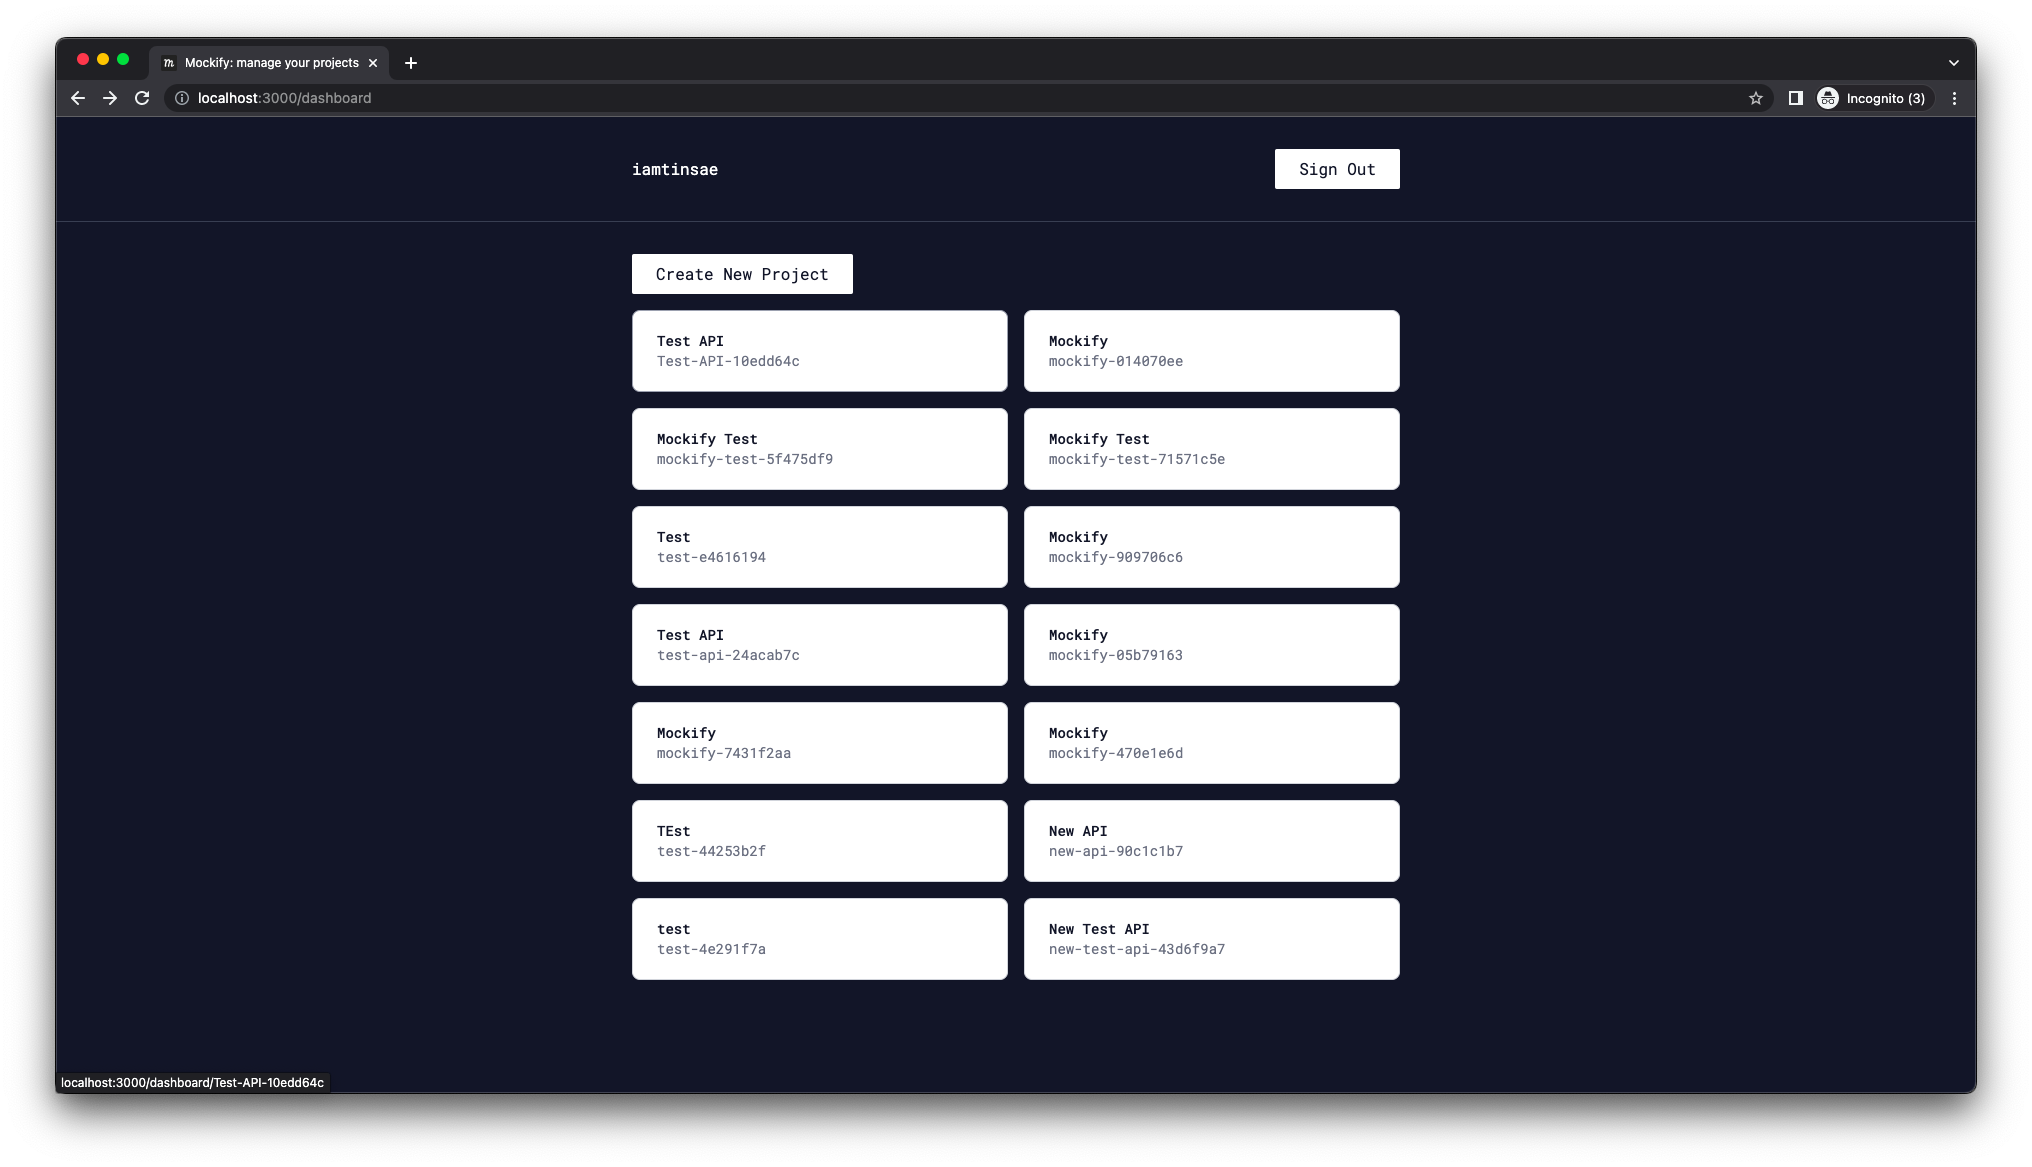 m Mockify: manage your projects
localhost:3000/dashboard
Incognito (3)
iamtinsae
Sign Out
Create New Project
Test API
Test-API-10edd64c
Mockify
mockify-014070ee
Mockify Test
mockify-test-5f475df9
Mockify Test
mockify-test-71571c5e
Test
test-e4616194
Mockify
mockify-909706c6
Test API
test-api-24acab7c
Mockify
mockify-05b79163
Mockify
mockify-7431f2aa
Mockify
mockify-470e1e6d
TEst
test-44253b2f
New API
new-api-90c1c1b7
test
test-4e291f7a
New Test API
new-test-api-43d6f9a7
localhost:3000/dashboard/Test-API-10edd64c